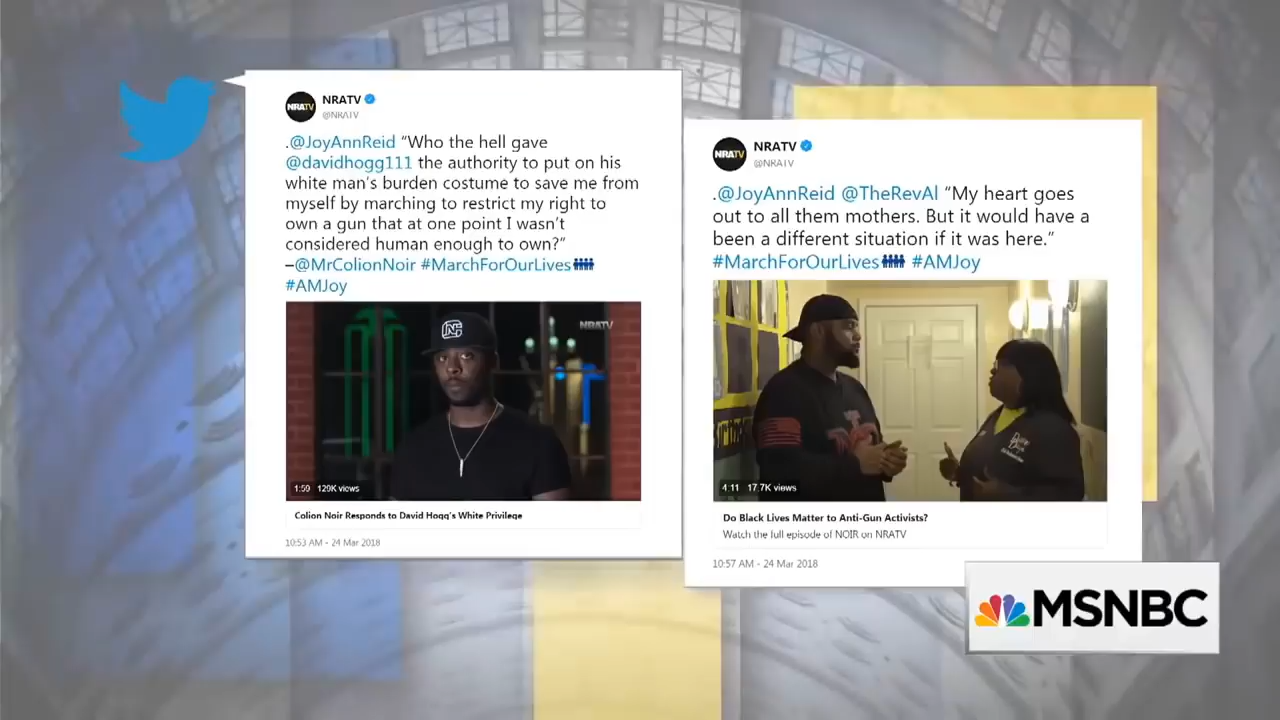 NRATV
@NRATV
.@JoyAnnReid “Who the hell gave
@davidhogg111 the authority to put on his
white man’s burden costume to save me from
myself by marching to restrict my right to
own a gun that at one point I wasn’t
considered human enough to own?”
–@MrColionNoir #MarchForOurLives
#AMJoy
NRATV
1:59 129K views
Colion Noir Responds to David Hogg's White Privilege
10:53 AM - 24 Mar 2018
NRATV
@NRATV
.@JoyAnnReid @TheRevAl “My heart goes
out to all them mothers. But it would have a
been a different situation if it was here.”
#MarchForOurLives #AMJoy
4:11 17.7K views
Do Black Lives Matter to Anti-Gun Activists?
Watch the full episode of NOIR on NRATV
10:57 AM - 24 Mar 2018
MSNBC